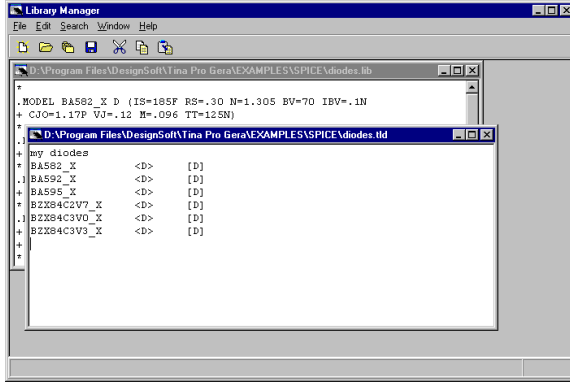 Library Manager
File Edit Search Window Help
D:\Program Files\DesignSoft\Tina Pro Gera\EXAMPLES\SPICE\diodes.lib
*
.MODEL BA582_X D (IS=185F RS=.30 N=1.305 BV=70 IBV=.1N
+ CJO=1.17P VJ=.12 M=.096 TT=125N)
*
D:\Program Files\DesignSoft\Tina Pro Gera\EXAMPLES\SPICE\diodes.tld
my diodes
BA582_X <D> [D]
BA592_X <D> [D]
BA595_X <D> [D]
BZX84C2V7_X <D> [D]
BZX84C3V0_X <D> [D]
BZX84C3V3_X <D> [D]